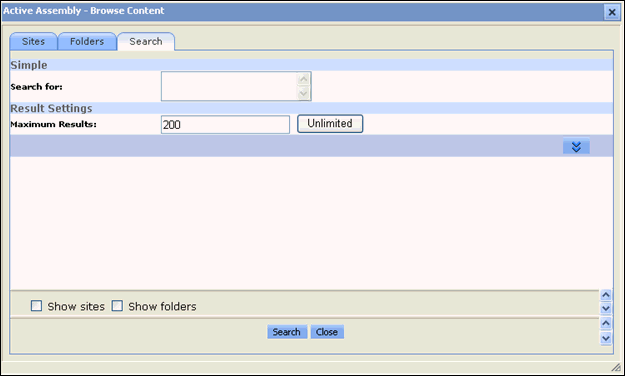 Active Assembly - Browse Content
Sites Folders Search
Simple
Search for:
Result Settings
Maximum Results: 200 Unlimited
Show sites Show folders
Search Close